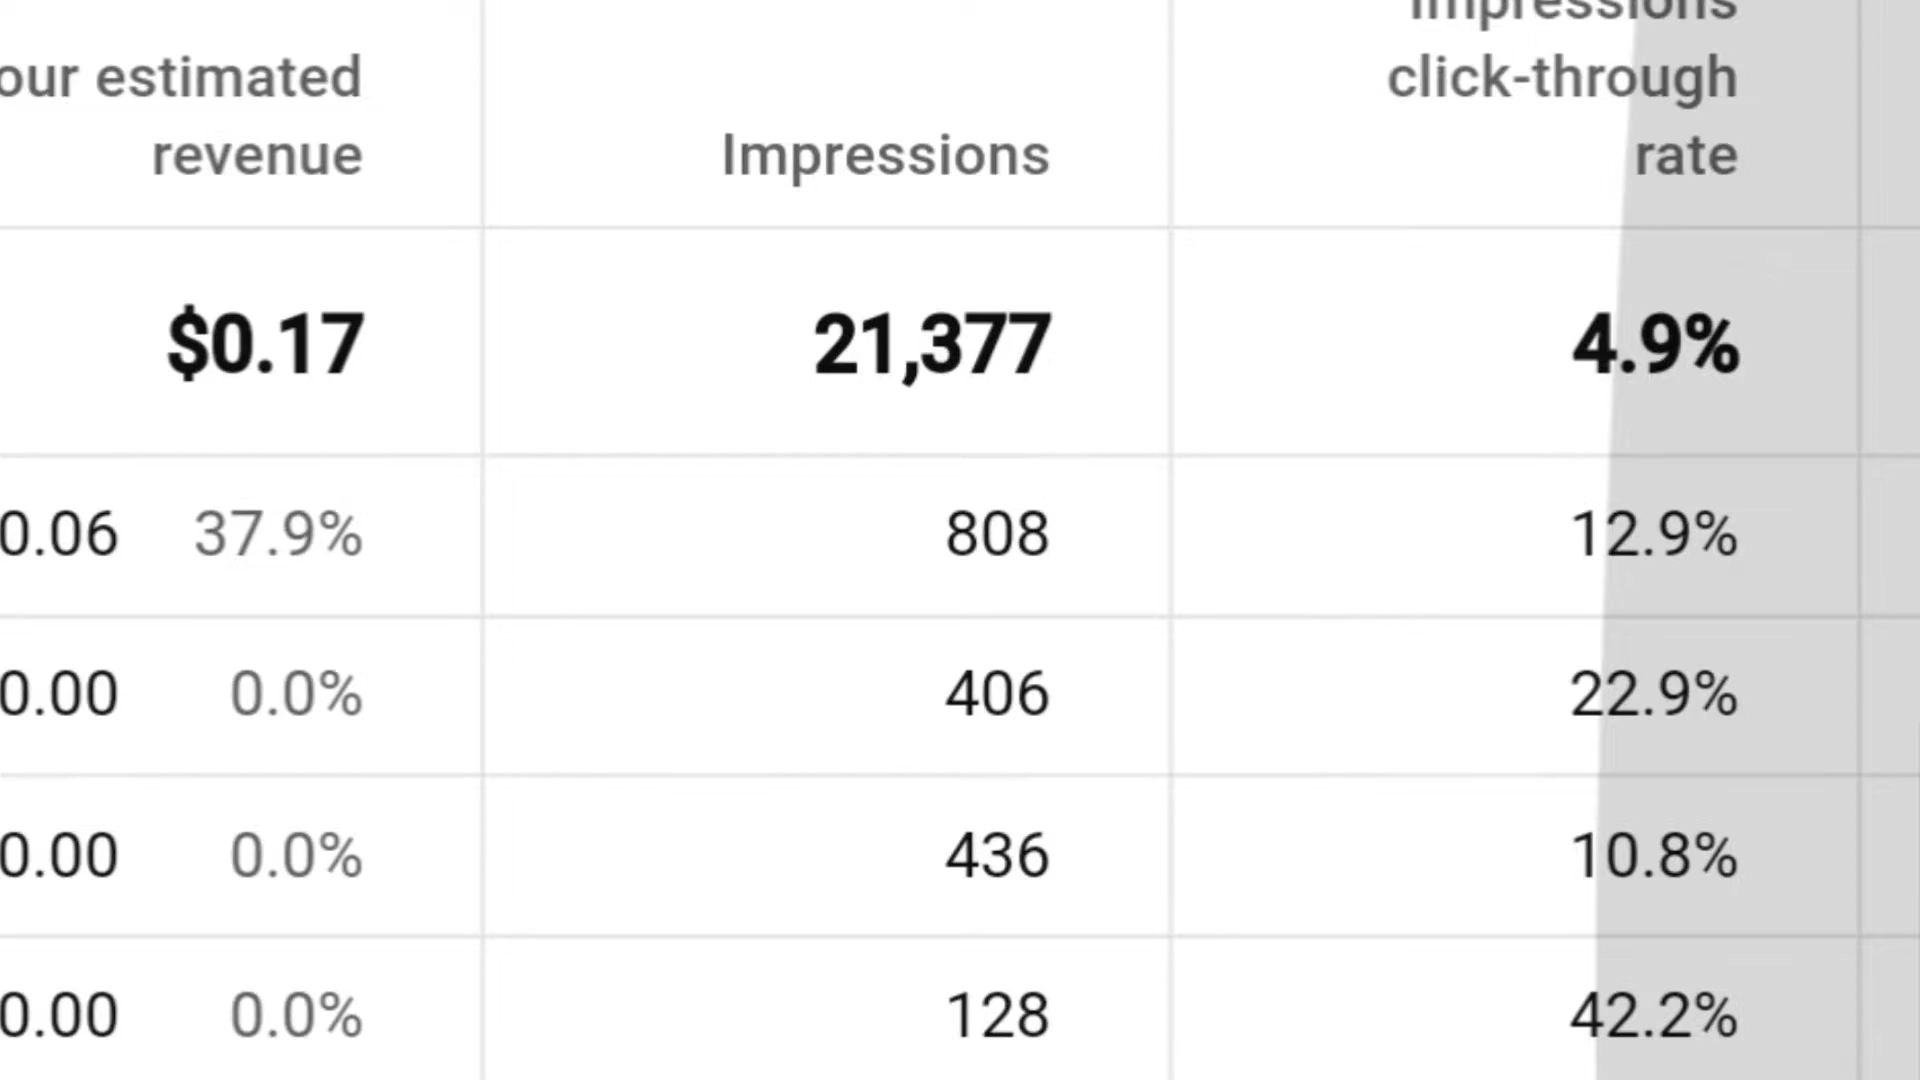 our estimated
revenue
Impressions
Impressions
click-through
rate
$0.17 21,377 4.9%
0.06 37.9% 808 12.9%
0.00 0.0% 406 22.9%
0.00 0.0% 436 10.8%
0.00 0.0% 128 42.2%